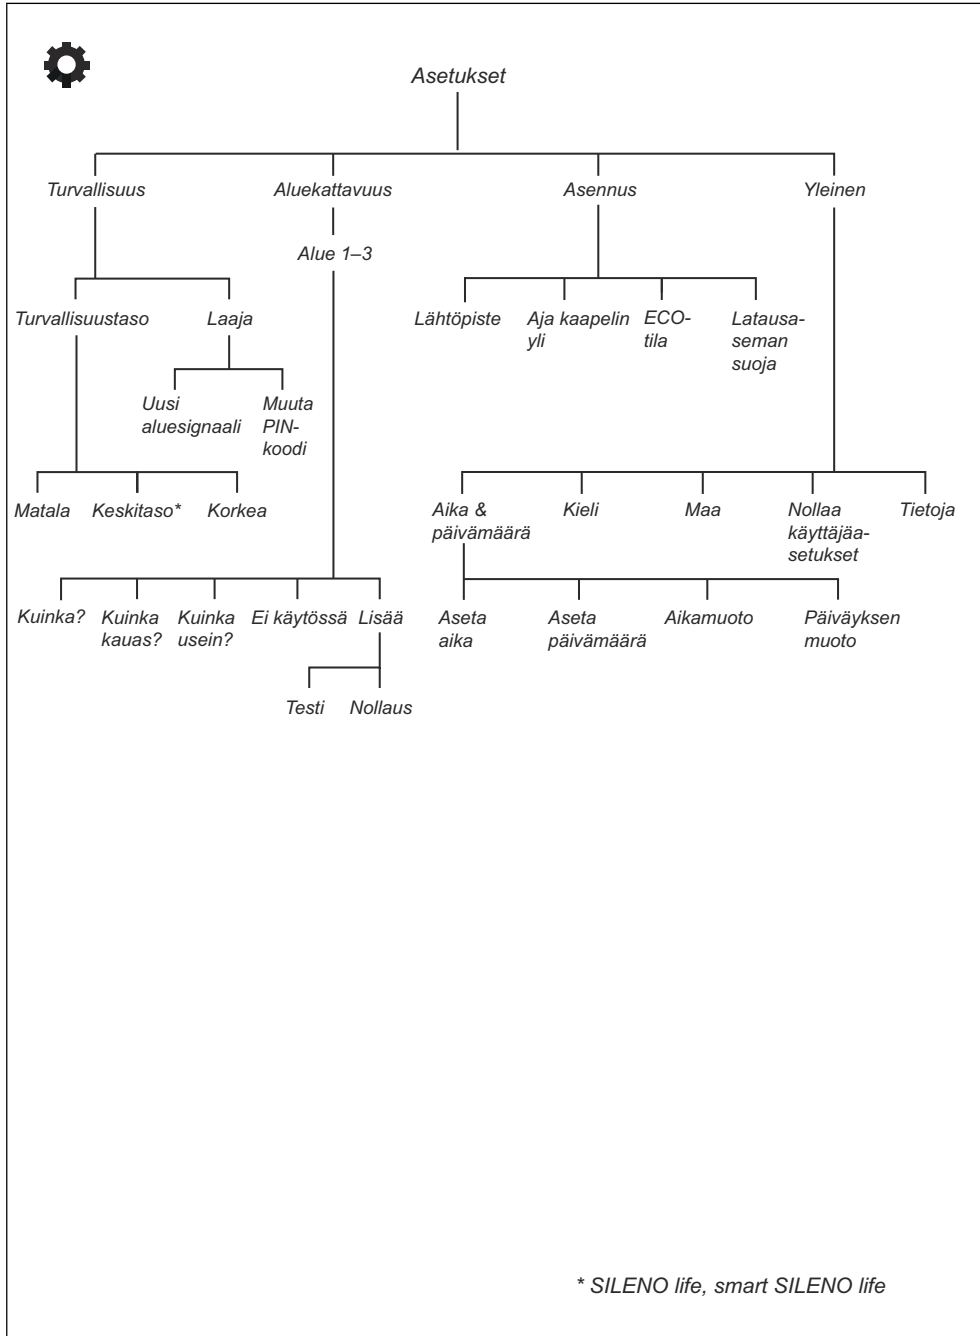 Asetukset
Turvallisuus
Aluekattavuus
Asennus
Yleinen
Alue 1–3
Turvallisuustaso
Laaja
Lähtöpiste
Aja kaapelin
yli
ECO-
tila
Latausa-
seman
suoja
Uusi
aluesignaali
Muuta
PIN-
koodi
Matala
Keskitaso*
Korkea
Aika &
päivämäärä
Kieli
Maa
Nollaa
käyttäjäa-
setukset
Tietoja
Kuinka?
Kuinka
kauas?
Kuinka
usein?
Ei käytössä
Lisää
Aseta
aika
Aseta
päivämäärä
Aikamuoto
Päiväyksen
muoto
Testi
Nollaus
* SILENO life, smart SILENO life